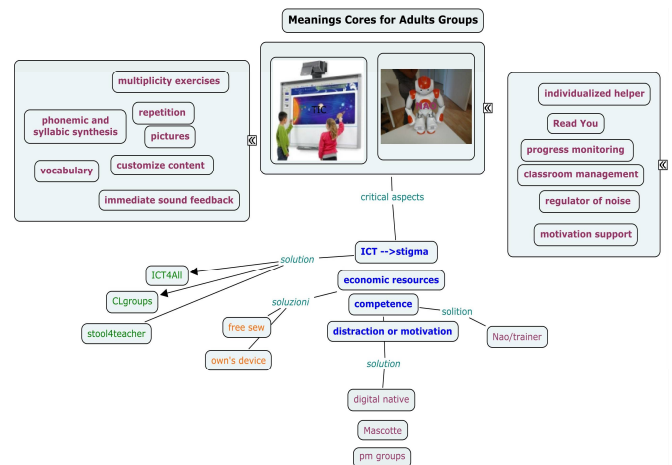 Meanings Cores for Adults Groups
multiplicity exercises
repetition
phonemic and
syllabic synthesis
pictures
customize content
vocabulary
immediate sound feedback
TIC
individualized helper
Read You
progress monitoring
classroom management
regulator of noise
motivation support
critical aspects
ICT -->stigma
solution
ICT4All
CLgroups
stool4teacher
economic resources
soluzioni
free sew
own's device
competence
solition
Nao/trainer
distraction or motivation
solution
digital native
Mascotte
pm groups